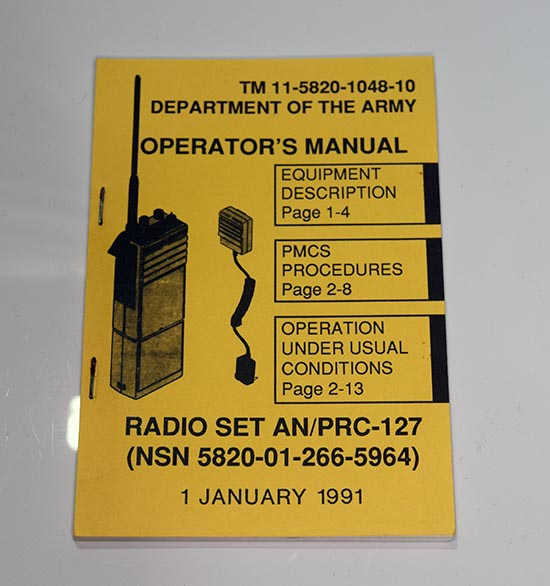 TM 11-5820-1048-10
DEPARTMENT OF THE ARMY
OPERATOR'S MANUAL
EQUIPMENT
DESCRIPTION
Page 1-4
PMCS
PROCEDURES
Page 2-8
OPERATION
UNDER USUAL
CONDITIONS
Page 2-13
RADIO SET AN/PRC-127
(NSN 5820-01-266-5964)
1 JANUARY 1991